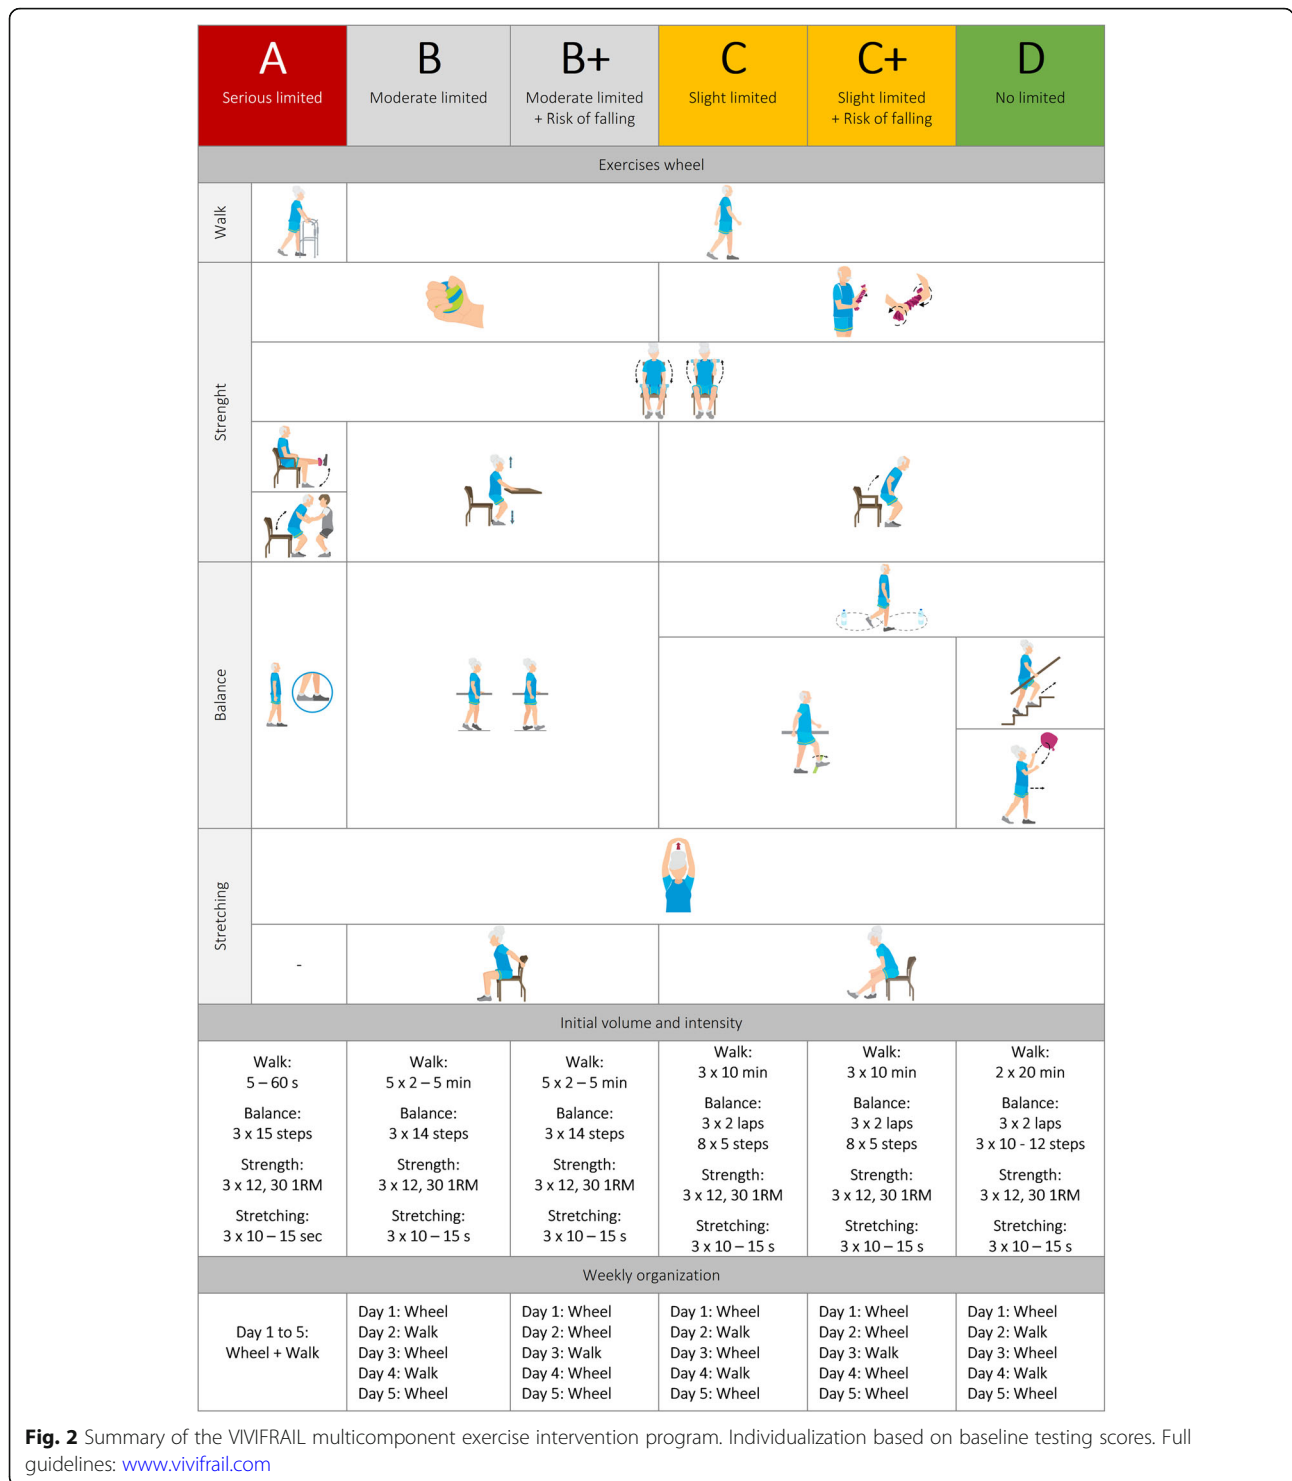 A
Serious limited
B
Moderate limited
B+
Moderate limited
+ Risk of falling
C
Slight limited
C+
Slight limited
+ Risk of falling
D
No limited
Exercises wheel
Walk
Strenght
Balance
Stretching
-
Initial volume and intensity
Walk:
5 – 60 s
Balance:
3 x 15 steps
Strength:
3 x 12, 30 1RM
Stretching:
3 x 10 – 15 sec
Walk:
5 x 2 – 5 min
Balance:
3 x 14 steps
Strength:
3 x 12, 30 1RM
Stretching:
3 x 10 – 15 s
Walk:
5 x 2 – 5 min
Balance:
3 x 14 steps
Strength:
3 x 12, 30 1RM
Stretching:
3 x 10 – 15 s
Walk:
3 x 10 min
Balance:
3 x 2 laps
8 x 5 steps
Strength:
3 x 12, 30 1RM
Stretching:
3 x 10 – 15 s
Walk:
3 x 10 min
Balance:
3 x 2 laps
8 x 5 steps
Strength:
3 x 12, 30 1RM
Stretching:
3 x 10 – 15 s
Walk:
2 x 20 min
Balance:
3 x 2 laps
3 x 10 - 12 steps
Strength:
3 x 12, 30 1RM
Stretching:
3 x 10 – 15 s
Weekly organization
Day 1 to 5:
Wheel + Walk
Day 1: Wheel
Day 2: Walk
Day 3: Wheel
Day 4: Walk
Day 5: Wheel
Day 1: Wheel
Day 2: Wheel
Day 3: Walk
Day 4: Wheel
Day 5: Wheel
Day 1: Wheel
Day 2: Walk
Day 3: Wheel
Day 4: Walk
Day 5: Wheel
Day 1: Wheel
Day 2: Wheel
Day 3: Walk
Day 4: Wheel
Day 5: Wheel
Day 1: Wheel
Day 2: Walk
Day 3: Wheel
Day 4: Walk
Day 5: Wheel
Fig. 2 Summary of the VIVIFRAIL multicomponent exercise intervention program. Individualization based on baseline testing scores. Full
guidelines: www.vivifrail.com